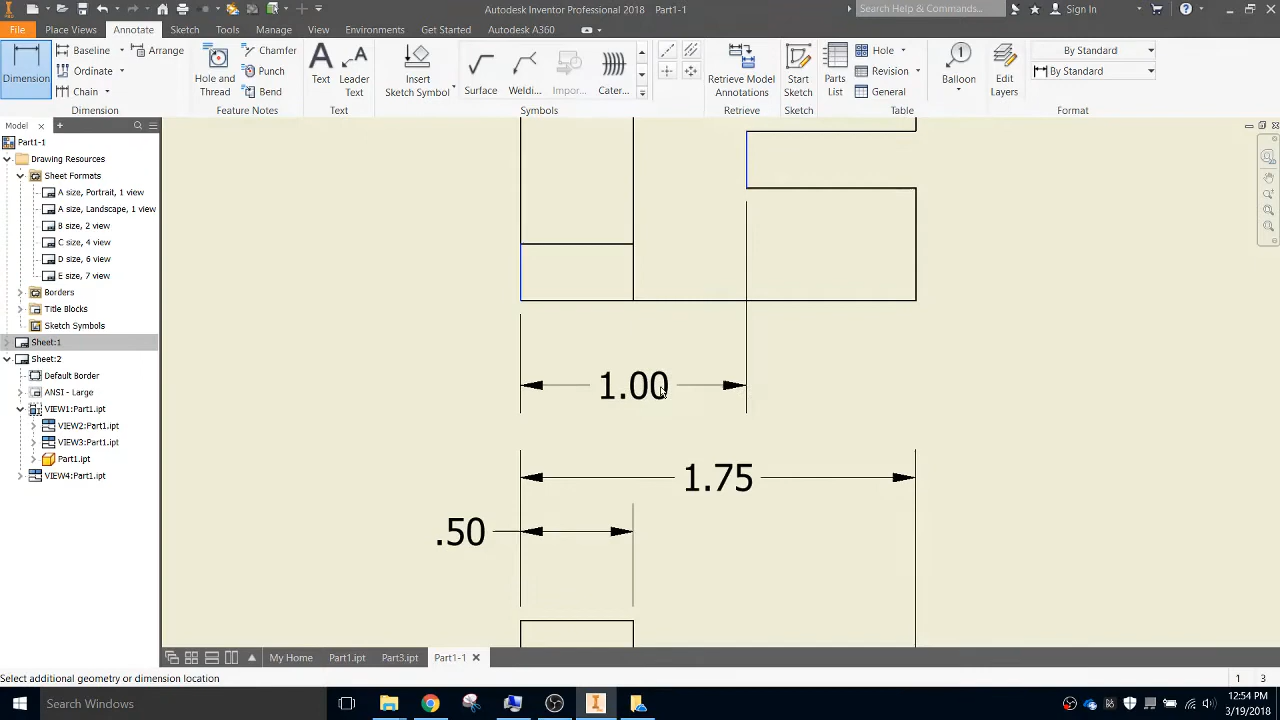 Autodesk Inventor Professional 2018 Part1-1
Search Help & Commands...
Sign In
File Place Views Annotate Sketch Tools Manage View Environments Get Started Autodesk A360
Dimension
Baseline
Arrange
Ordinate
Chain
Dimension
Hole and Thread
Chamfer
Punch
Bend
Feature Notes
Text
Leader Text
Text
Insert Sketch Symbol
Surface
Weldi...
Impor...
Cater...
Symbols
Retrieve Model Annotations
Retrieve
Start Sketch
Sketch
Parts List
Hole
Revision
General
Table
Balloon
Edit Layers
By Standard
By Standard
Format
Model
Part1-1
Drawing Resources
Sheet Formats
A size, Portrait, 1 view
A size, Landscape, 1 view
B size, 2 view
C size, 4 view
D size, 6 view
E size, 7 view
Borders
Title Blocks
Sketch Symbols
Sheet:1
Sheet:2
Default Border
ANSI - Large
VIEW1:Part1.ipt
VIEW2:Part1.ipt
VIEW3:Part1.ipt
Part1.ipt
VIEW4:Part1.ipt
1.00
1.75
.50
My Home Part1.ipt Part3.ipt Part1-1
Select additional geometry or dimension location
1 3
Search Windows
12:54 PM
3/19/2018